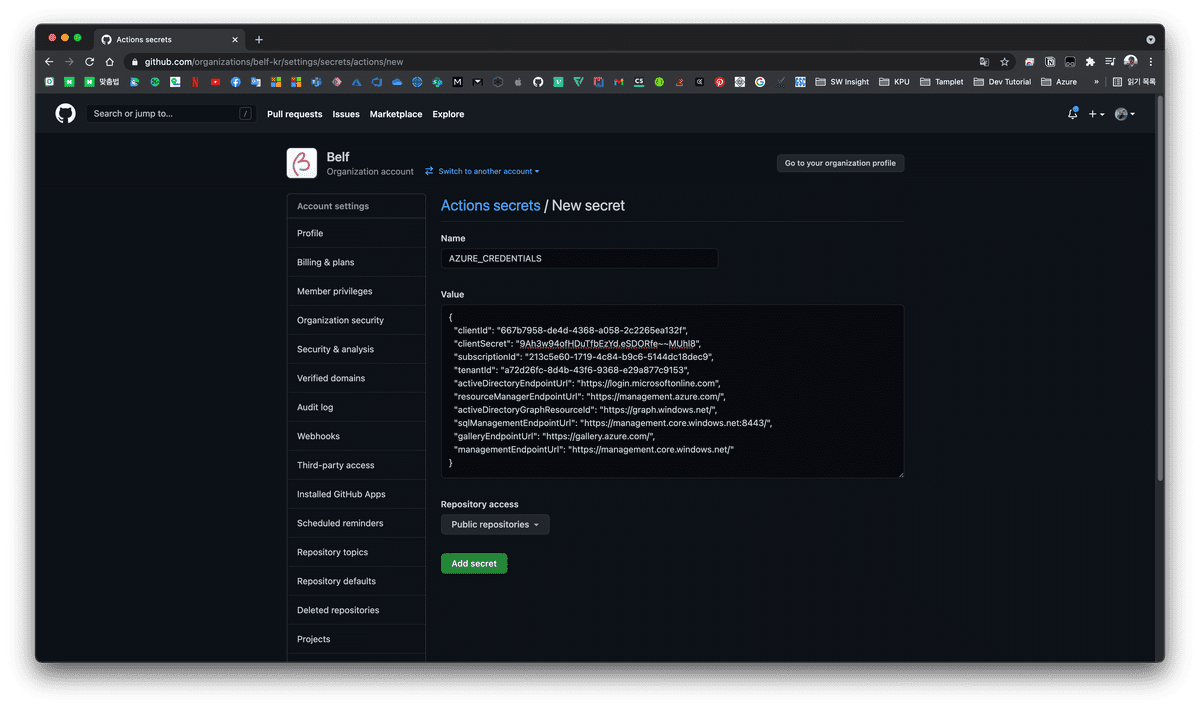 Actions secrets
github.com/organizations/belf-kr/settings/secrets/actions/new
맞춤법
SW Insight
KPU
Tamplet
Dev Tutorial
Azure
»
읽기 목록
Search or jump to...
/
Pull requests
Issues
Marketplace
Explore
Belf
Organization account
Switch to another account
Go to your organization profile
Account settings
Profile
Billing & plans
Member privileges
Organization security
Security & analysis
Verified domains
Audit log
Webhooks
Third-party access
Installed GitHub Apps
Scheduled reminders
Repository topics
Repository defaults
Deleted repositories
Projects
Actions secrets / New secret
Name
AZURE_CREDENTIALS
Value
{
"clientId": "667b7958-de4d-4368-a058-2c2265ea132f",
"clientSecret":
"subscriptionId": "213c5e60-1719-4c84-b9c6-5144dc18dec9",
"tenantId": "a72d26fc-8d4b-43f6-9368-e29a877c9153",
"activeDirectoryEndpointUrl": "https://login.microsoftonline.com",
"resourceManagerEndpointUrl": "https://management.azure.com/",
"activeDirectoryGraphResourceId": "https://graph.windows.net/",
"sqlManagementEndpointUrl": "https://management.core.windows.net:8443/",
"galleryEndpointUrl": "https://gallery.azure.com/",
"managementEndpointUrl": "https://management.core.windows.net/"
}
Repository access
Public repositories
Add secret